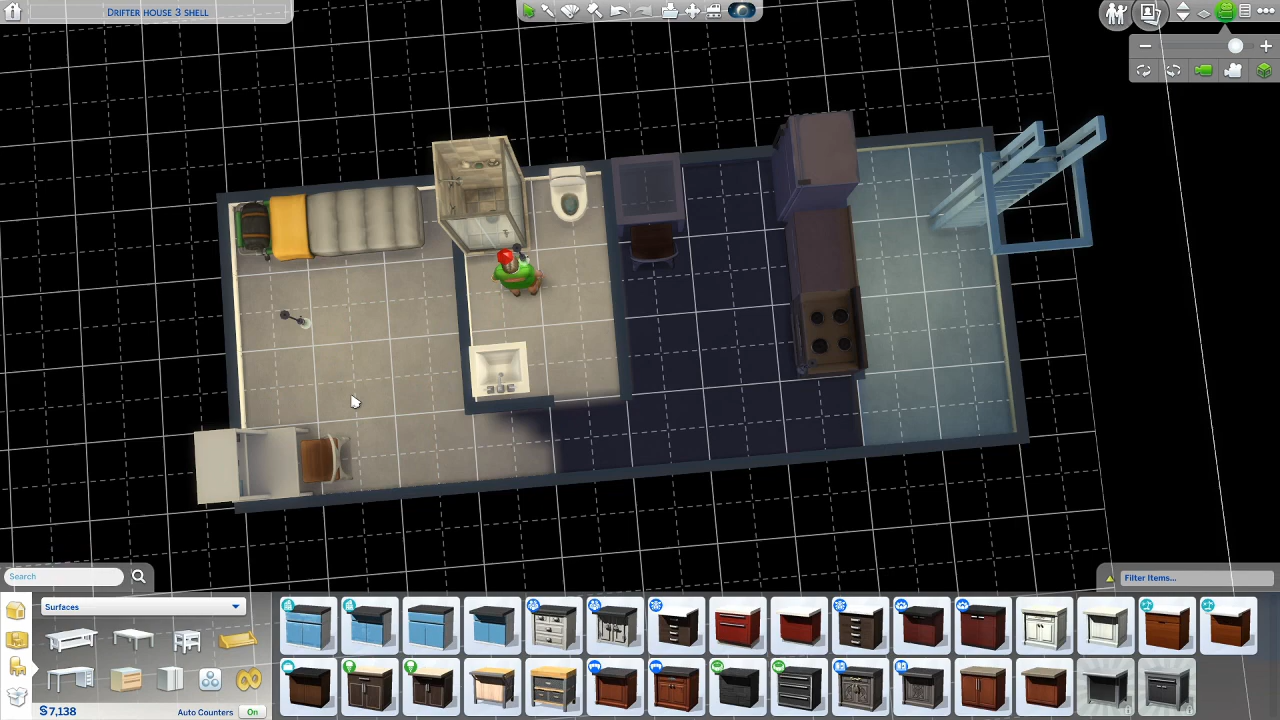 DRIFTER HOUSE 3 SHELL
Search
Filter Items...
Surfaces
§7,138
Auto Counters On